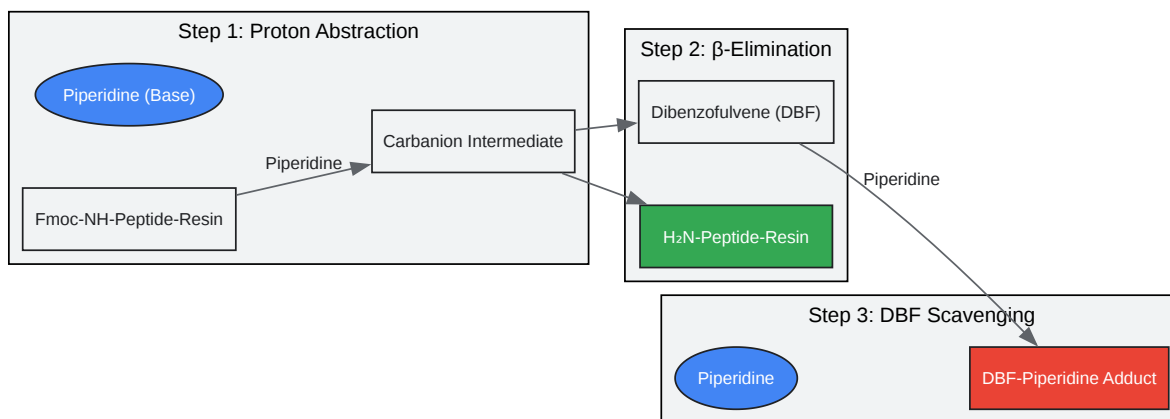 Step 1: Proton Abstraction
Piperidine (Base)
Piperidine
Fmoc-NH-Peptide-Resin
Carbanion Intermediate
Step 2: β-Elimination
Dibenzofulvene (DBF)
H₂N-Peptide-Resin
Piperidine
Step 3: DBF Scavenging
Piperidine
DBF-Piperidine Adduct